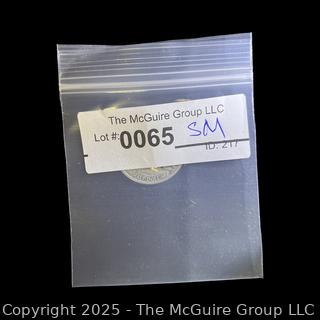 The McGuire Group LLC
Lot #: 0065 SM
ID: 217
Copyright 2025 - The McGuire Group LLC